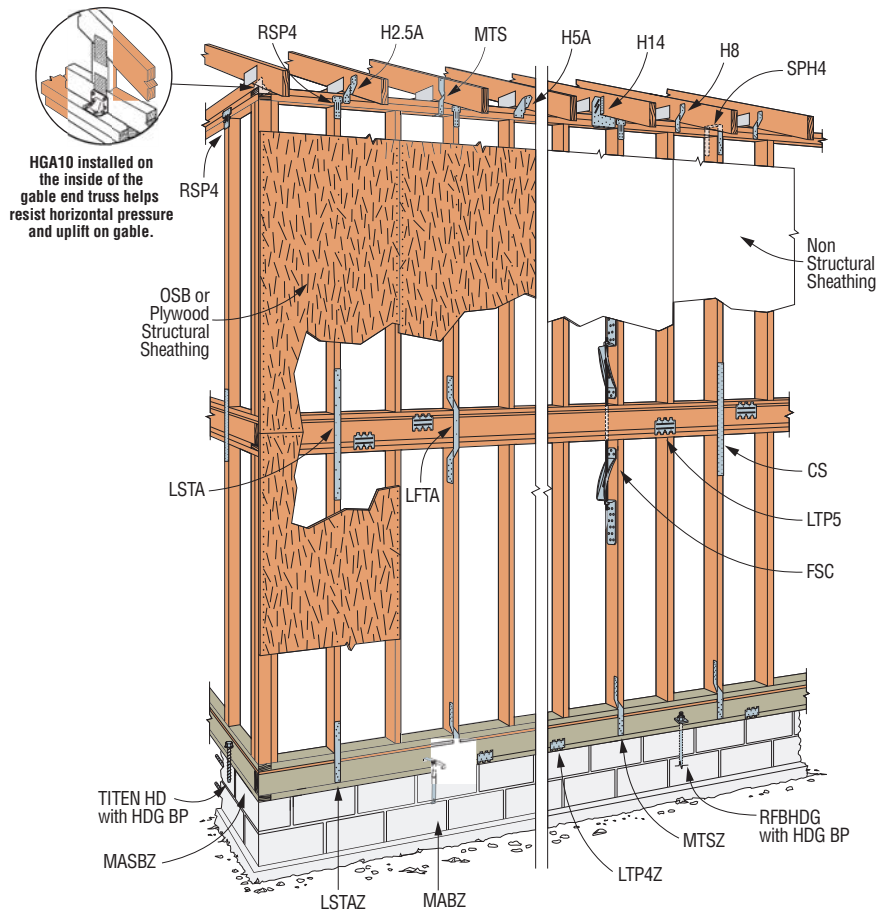 RSP4
H2.5A
MTS
H5A
H14
H8
SPH4
RSP4
HGA10 installed on
the inside of the
gable end truss helps
resist horizontal pressure
and uplift on gable.
OSB or
Plywood
Structural
Sheathing
Non
Structural
Sheathing
LSTA
LFTA
CS
LTP5
FSC
TITEN HD
with HDG BP
MASBZ
LSTAZ
MABZ
LTP4Z
MTSZ
RFBHDG
with HDG BP